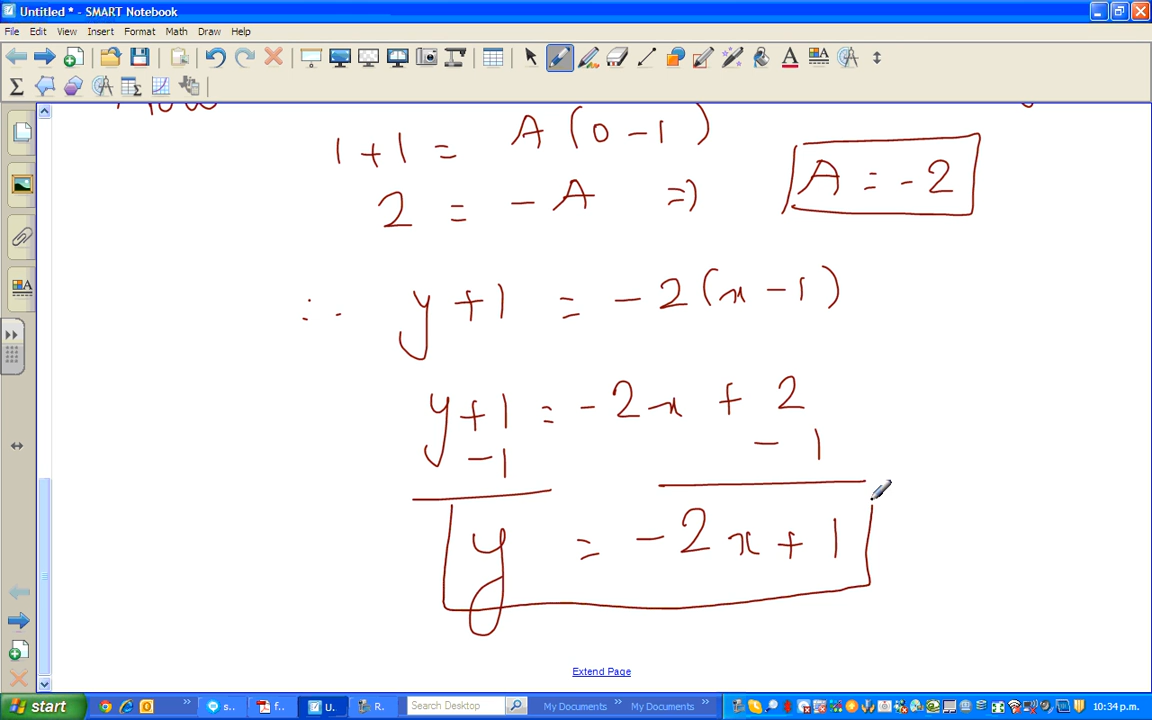 Untitled * - SMART Notebook
File Edit View Insert Format Math Draw Help
1 + 1 = A (0 - 1)
A = - 2
2 = - A =>
∴ y + 1 = - 2 (x - 1)
y + 1 = - 2x + 2
- 1 - 1
y = - 2x + 1
Extend Page
start s... f... U. R. Search Desktop My Documents » My Documents » 10:34 p.m.